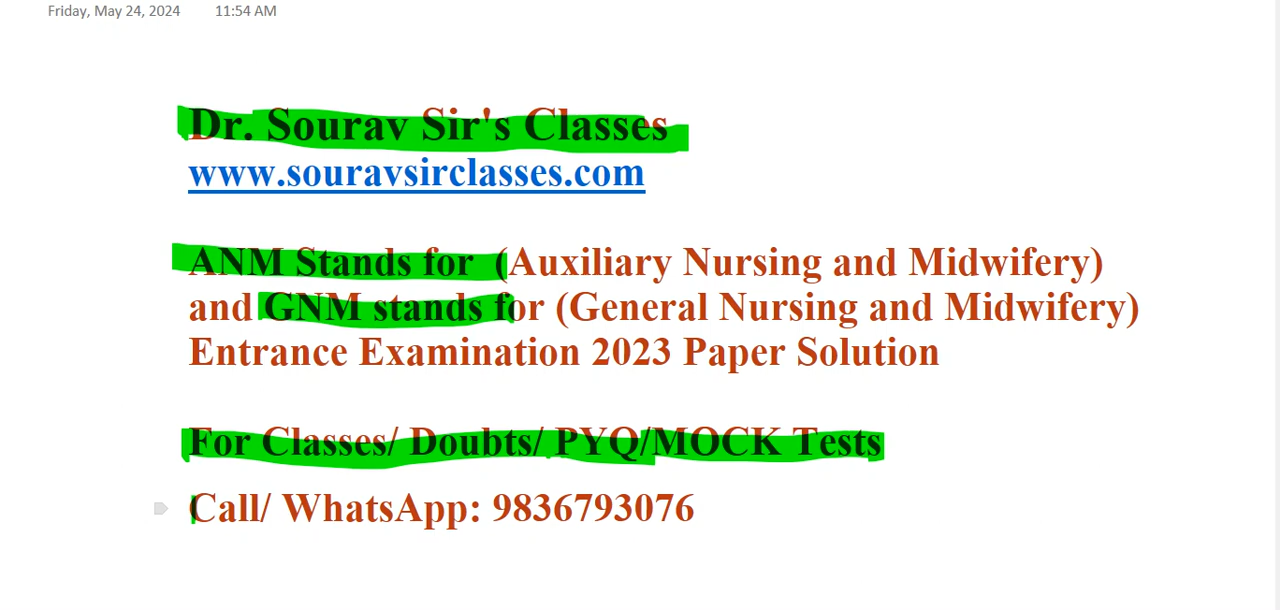 Friday, May 24, 2024 11:54 AM
Dr. Sourav Sir's Classes
www.souravsirclasses.com
ANM Stands for (Auxiliary Nursing and Midwifery)
and GNM stands for (General Nursing and Midwifery)
Entrance Examination 2023 Paper Solution
For Classes/ Doubts/ PYQ/MOCK Tests
Call/ WhatsApp: 9836793076